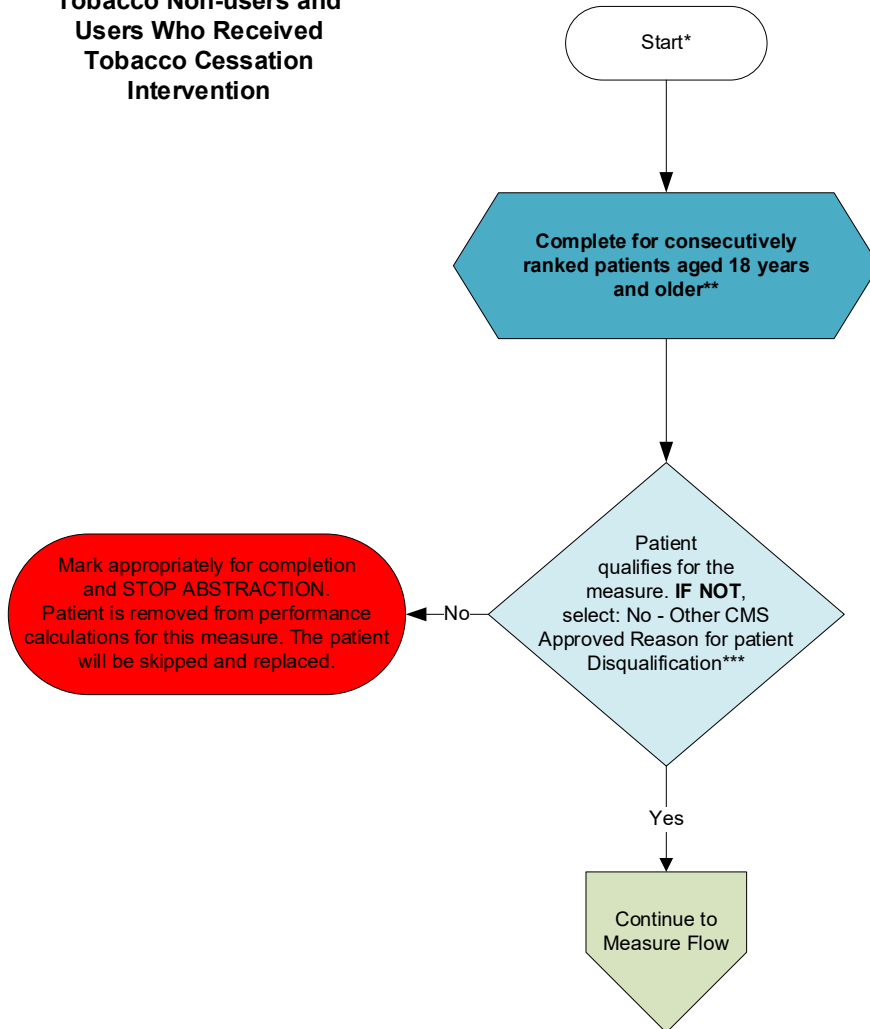 Tobacco Non-users and
Users Who Received
Tobacco Cessation
Intervention
Start*
Complete for consecutively
ranked patients aged 18 years
and older**
Patient
qualifies for the
measure. IF NOT,
select: No - Other CMS
Approved Reason for patient
Disqualification***
No
Mark appropriately for completion
and STOP ABSTRACTION.
Patient is removed from performance
calculations for this measure. The patient
will be skipped and replaced.
Yes
Continue to
Measure Flow